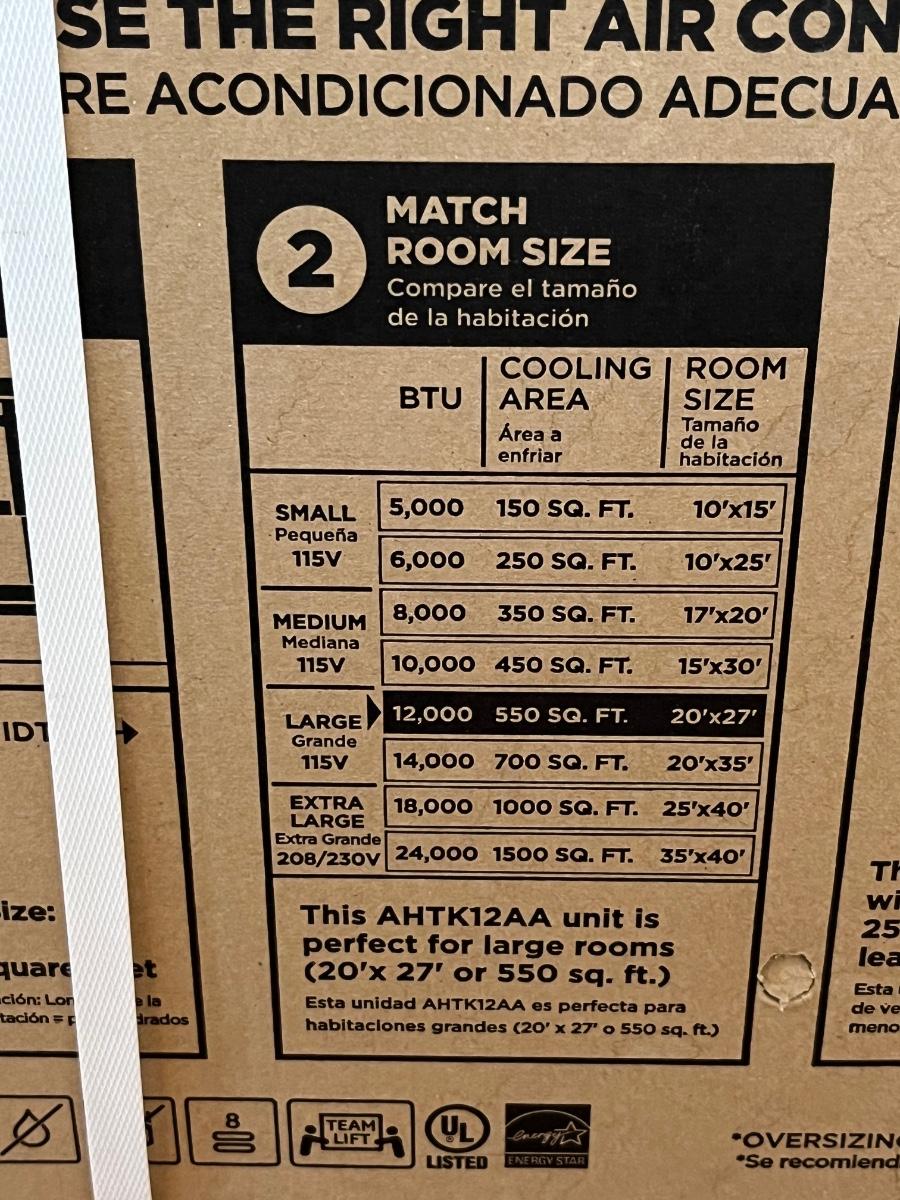 SE THE RIGHT AIR CON
RE ACONDICIONADO ADECUA
2
MATCH
ROOM SIZE
Compare el tamaño
de la habitación
BTU
COOLING
AREA
Área a
enfriar
ROOM
SIZE
Tamaño
de la
habitación
SMALL
Pequeña
115V
5,000 150 SQ. FT. 10'x15'
6,000 250 SQ. FT. 10'x25'
MEDIUM
Mediana
115V
8,000 350 SQ. FT. 17'x20'
10,000 450 SQ. FT. 15'x30'
LARGE
Grande
115V
12,000 550 SQ. FT. 20'x27'
14,000 700 SQ. FT. 20'x35'
EXTRA
LARGE
Extra Grande
208/230V
18,000 1000 SQ. FT. 25'x40'
24,000 1500 SQ. FT. 35'x40'
This AHTK12AA unit is
perfect for large rooms
(20'x 27' or 550 sq. ft.)
Esta unidad AHTK12AA es perfecta para
habitaciones grandes (20' x 27' o 550 sq. ft.)
IDT
ize:
quare et
ción: Lor e la
tación = p drados
Th
wi
25
lea
Esta
de ve
meno
8
TEAM
LIFT
UL
LISTED
energy
ENERGY STAR
*OVERSIZIN
*Se recomiend